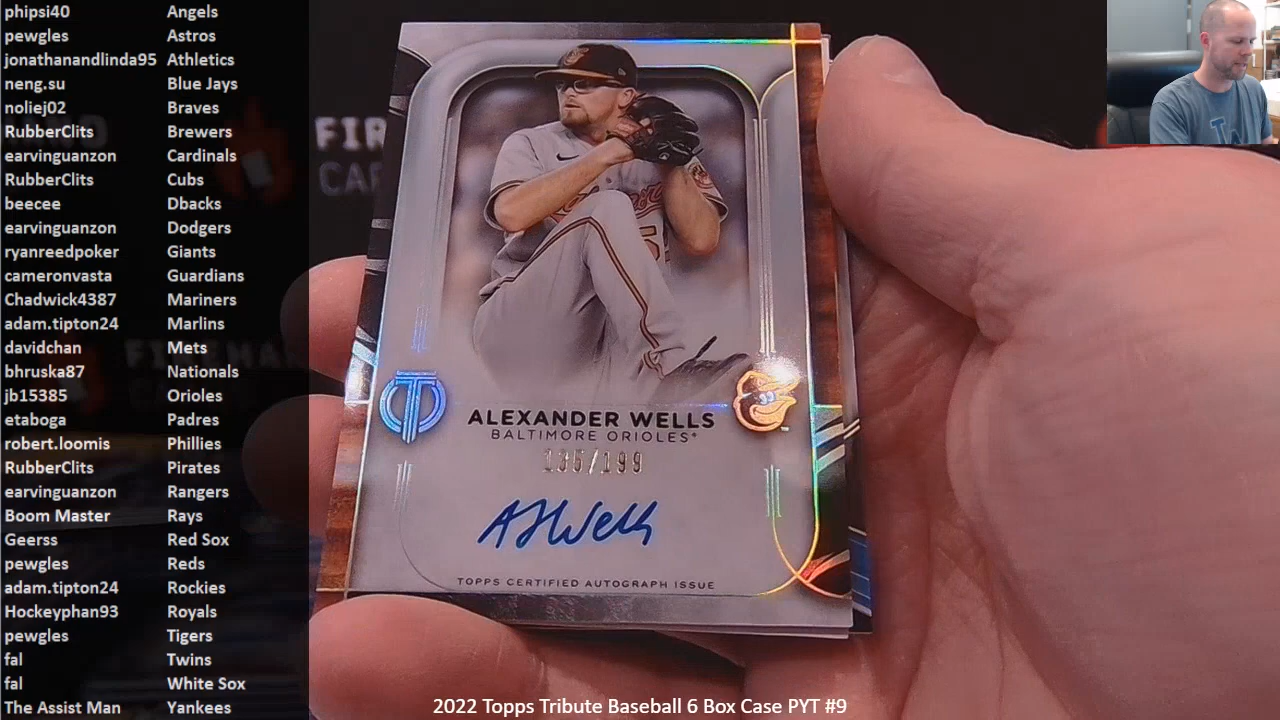 phipsi40 Angels
pewgles Astros
jonathanandlinda95 Athletics
neng.su Blue Jays
noliej02 Braves
RubberClits Brewers
earvinguanzon Cardinals
RubberClits Cubs
beecee Dbacks
earvinguanzon Dodgers
ryanreedpoker Giants
cameronvasta Guardians
Chadwick4387 Mariners
adam.tipton24 Marlins
davidchan Mets
bhruska87 Nationals
jb15385 Orioles
etaboga Padres
robert.loomis Phillies
RubberClits Pirates
earvinguanzon Rangers
Boom Master Rays
Geerss Red Sox
pewgles Reds
adam.tipton24 Rockies
Hockeyphan93 Royals
pewgles Tigers
fal Twins
fal White Sox
The Assist Man Yankees
ALEXANDER WELLS
BALTIMORE ORIOLES
135/199
TOPPS CERTIFIED AUTOGRAPH ISSUE
2022 Topps Tribute Baseball 6 Box Case PYT #9